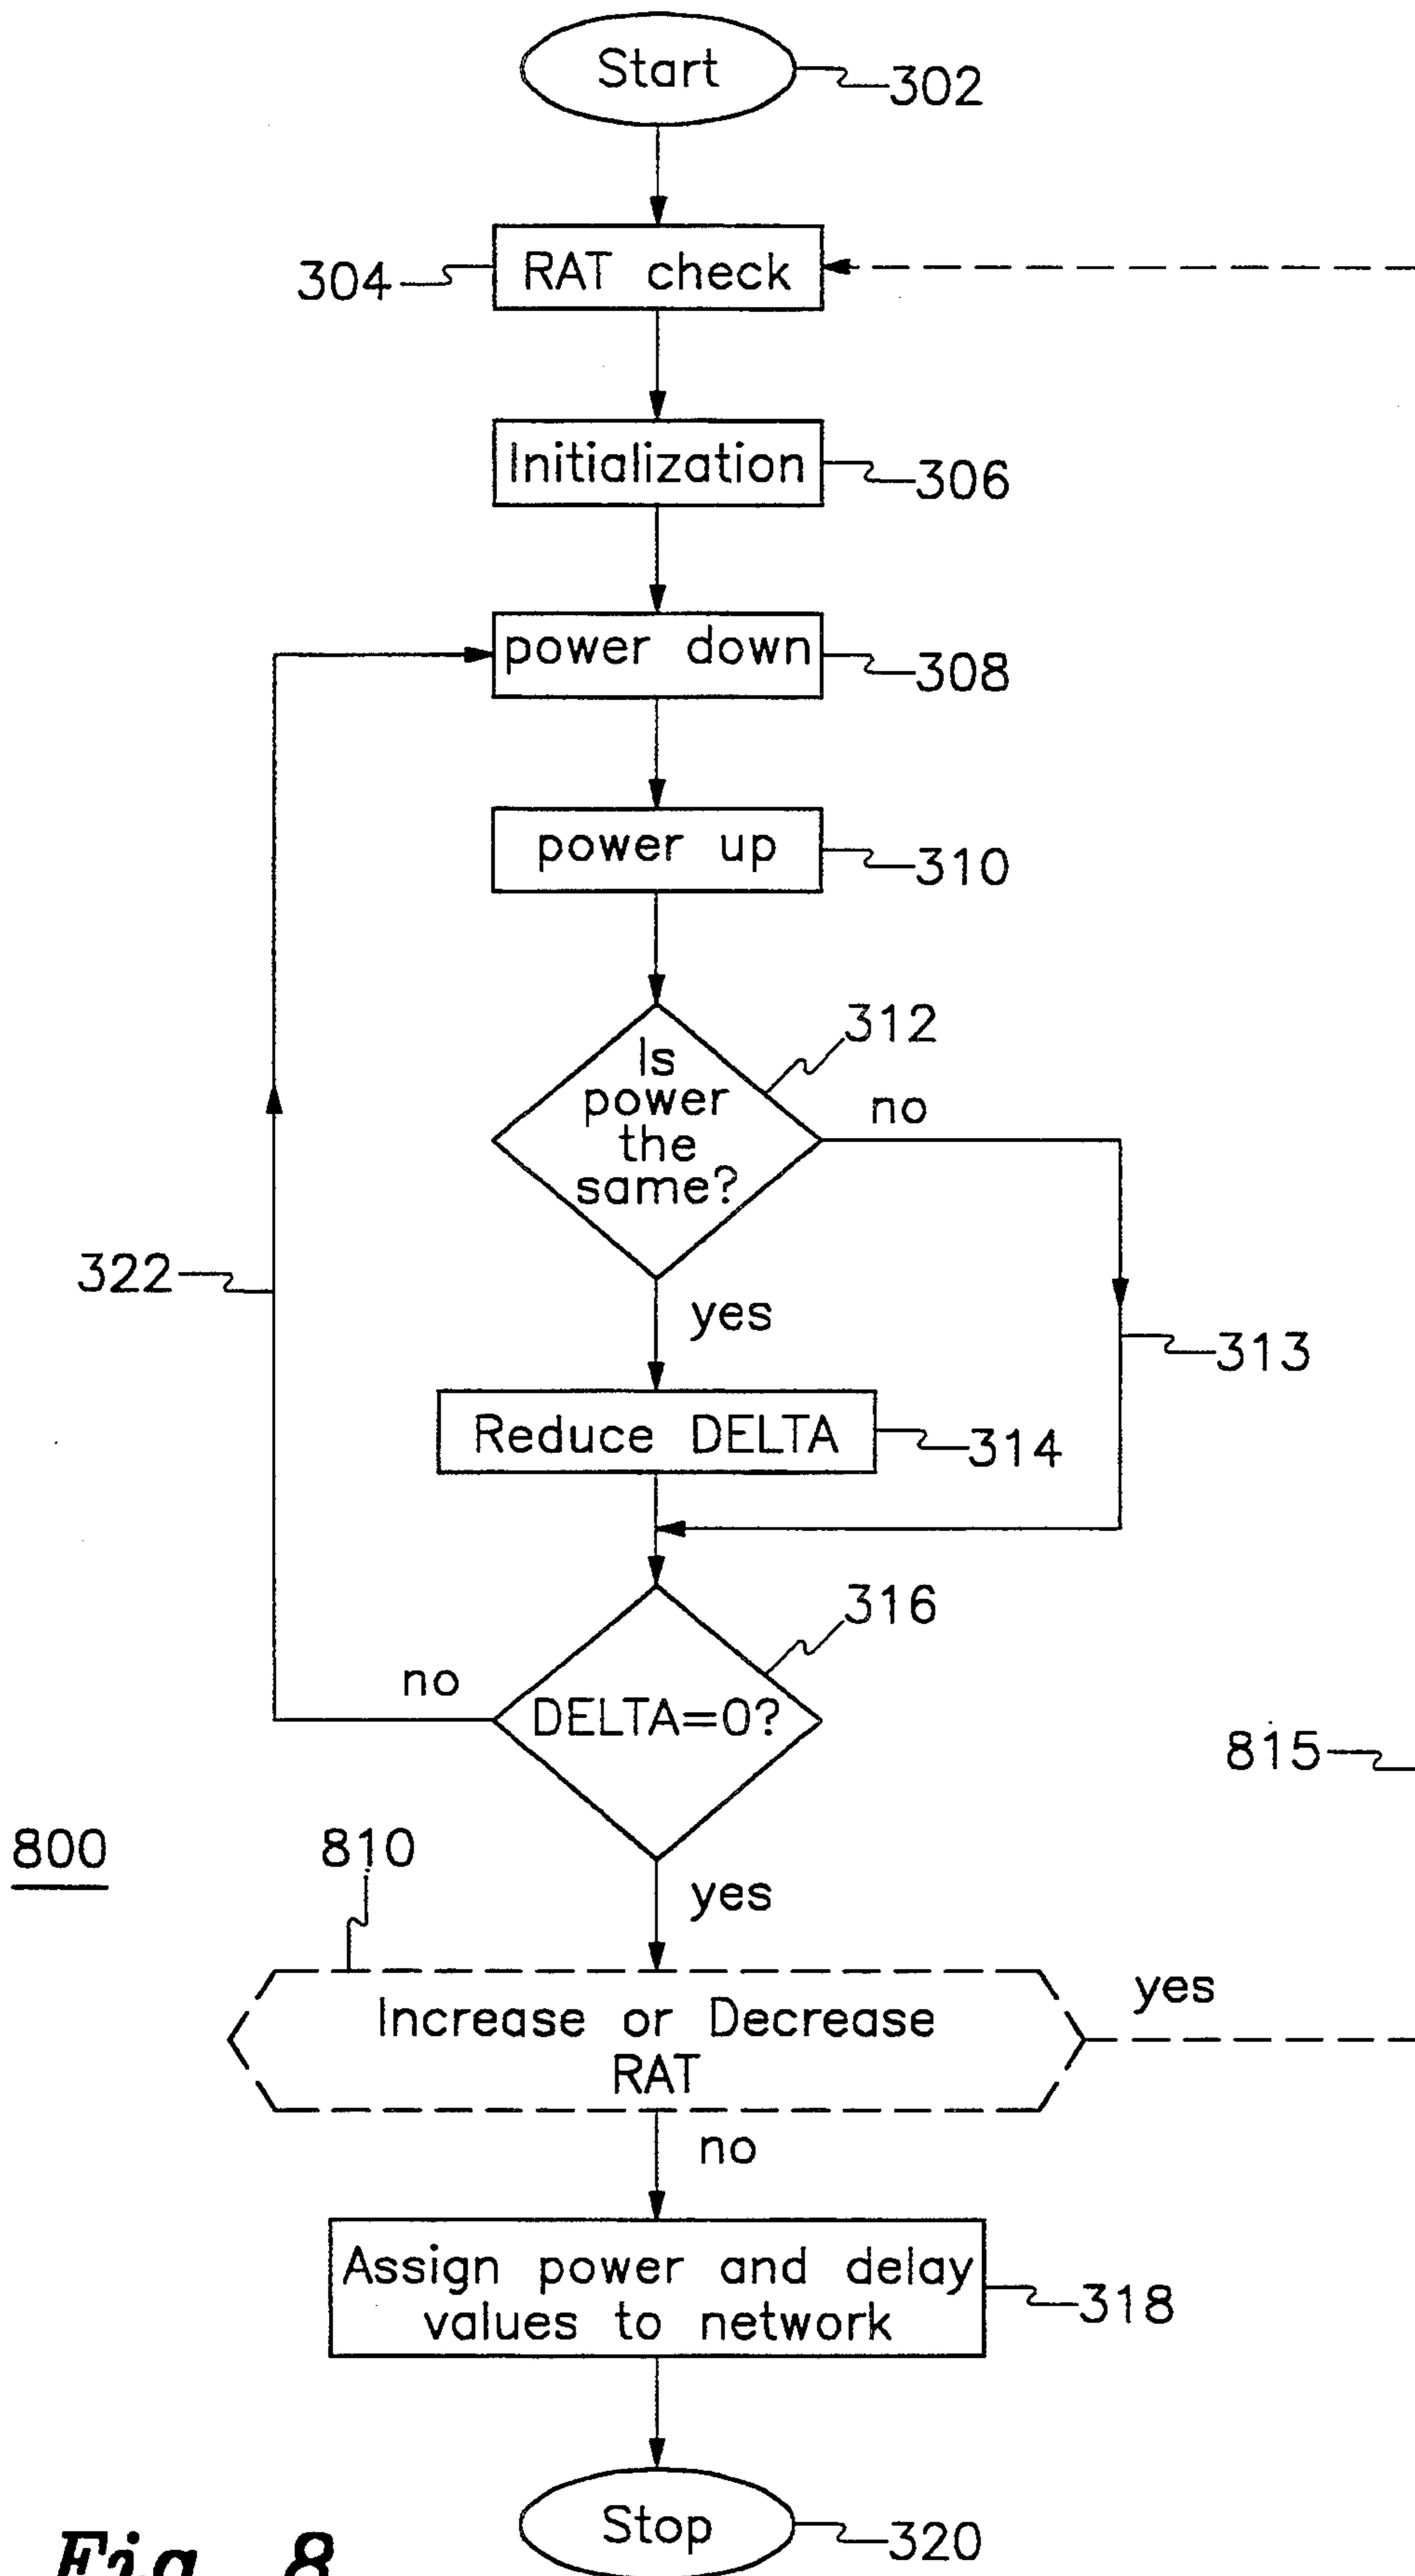 Start
302
304
RAT check
Initialization
306
power down
308
power up
310
312
Is
power
the
same?
no
322
yes
313
Reduce DELTA
314
316
no
DELTA=0?
815
800
810
yes
Increase or Decrease
RAT
yes
no
Assign power and delay
values to network
318
Stop
320
Fig. 8